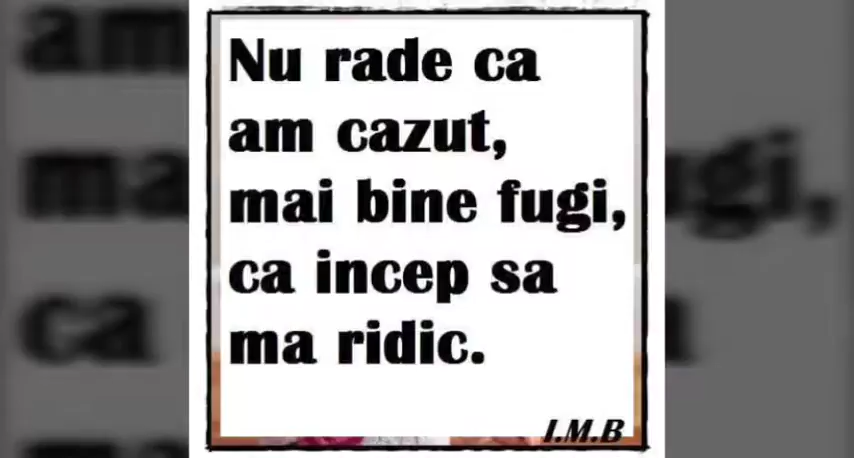 Nu rade ca
am cazut,
mai bine fugi,
ca incep sa
ma ridic.
I.M.B